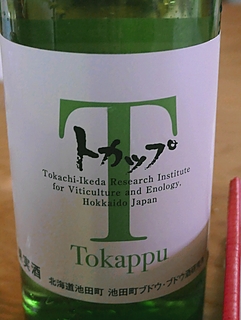 T
トカップ
Tokachi-Ikeda Research Institute
for Viticulture and Enology,
Hokkaido Japan
Tokappu
実酒
北海道池田町 池田町ブドウ・ブドウ酒研究所